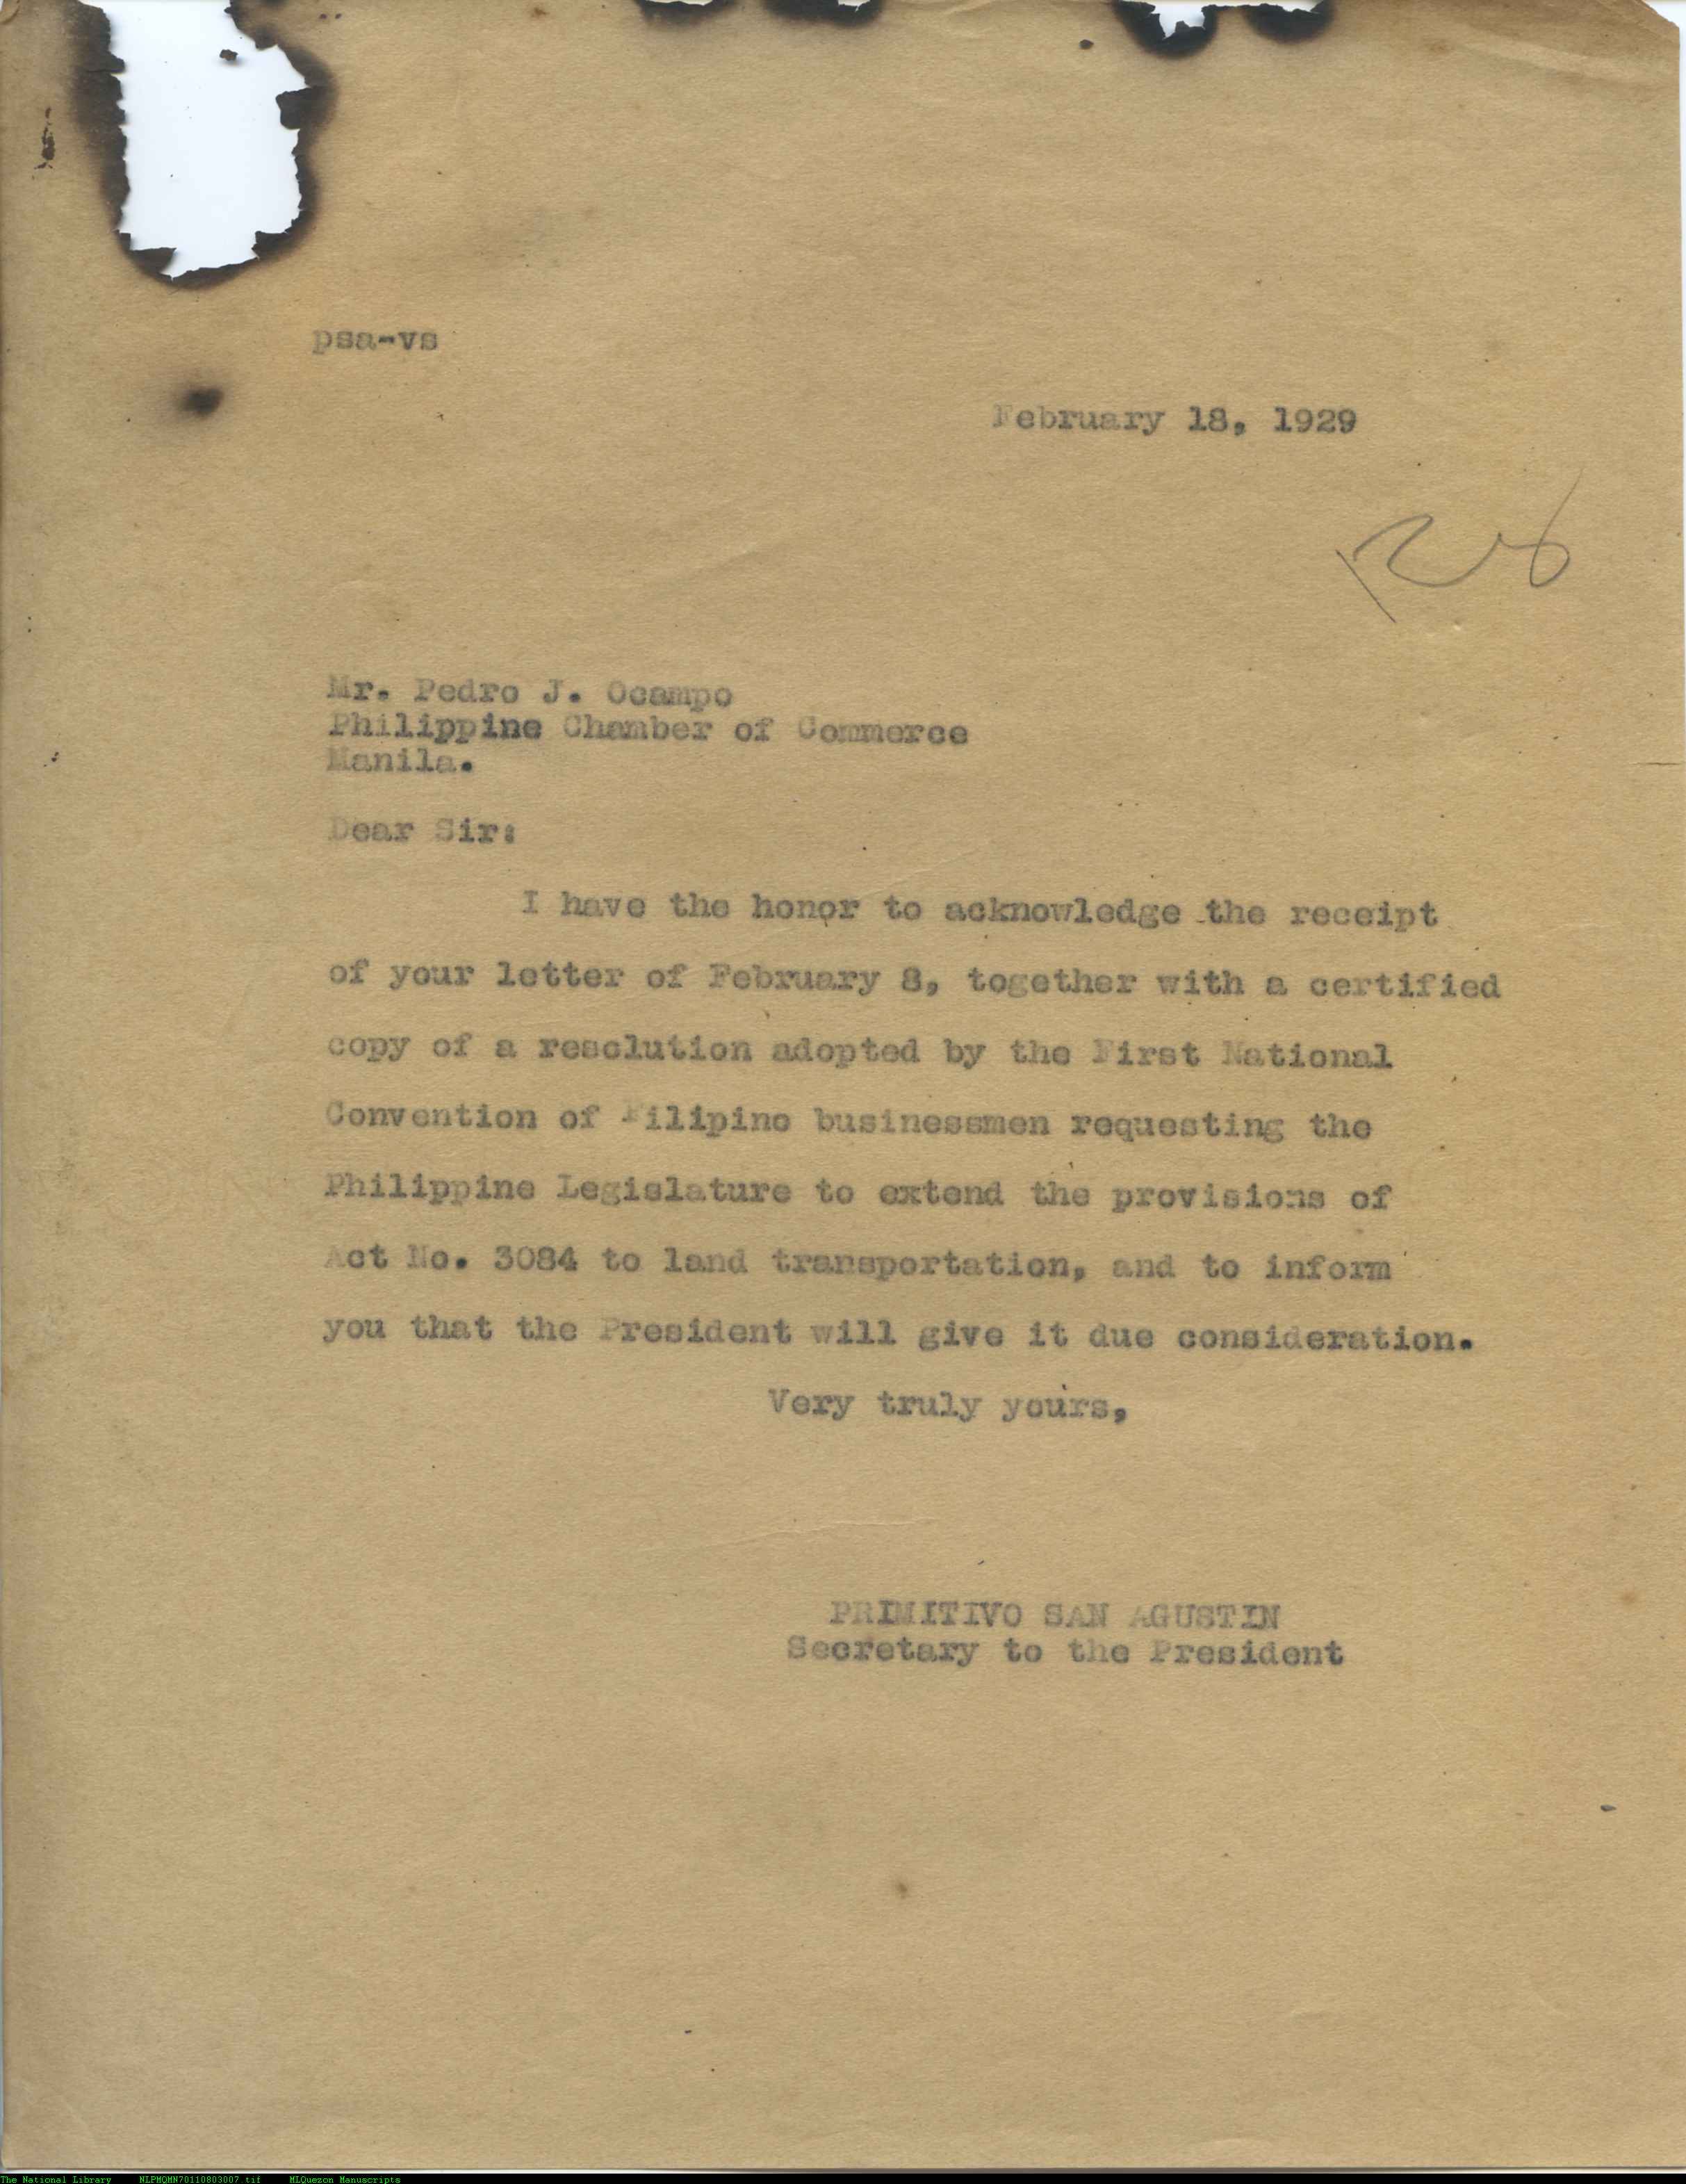 psa-vs
February 18, 1929
Mr. Pedro J. Ocampo
Philippine Chamber of Commerce
Manila.
Dear Sir:
I have the honor to acknowledge the receipt
of your letter of February 8, together with a certified
copy of a resolution adopted by the First National
Convention of Filipino businessmen requesting the
Philippine Legislature to extend the provisions of
Act No. 3084 to land transportation, and to inform
you that the President will give it due consideration.
Very truly yours,
PRIMITIVO SAN AGUSTIN
Secretary to the President
The National Library NLPMQMN70110803007.tif MLQuezon Manuscripts